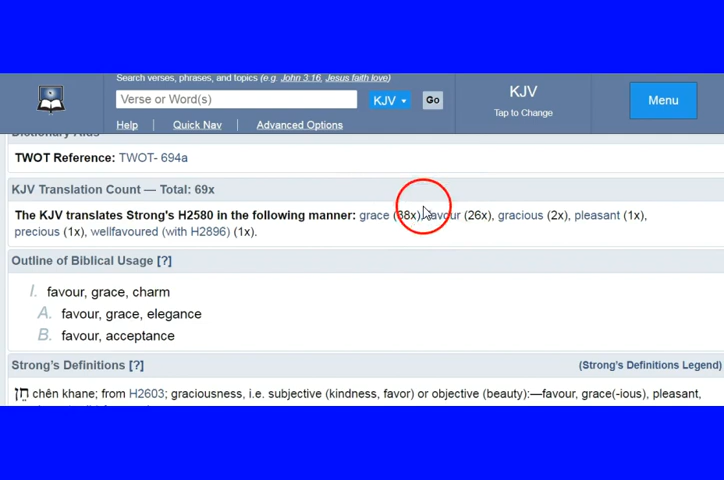 Search verses, phrases, and topics (e.g. John 3:16, Jesus faith love)
Verse or Word(s)
KJV
Go
KJV
Tap to Change
Menu
Help | Quick Nav | Advanced Options
TWOT Reference: TWOT- 694a
KJV Translation Count — Total: 69x
The KJV translates Strong's H2580 in the following manner: grace (38x), favour (26x), gracious (2x), pleasant (1x),
precious (1x), wellfavoured (with H2896) (1x).
Outline of Biblical Usage [?]
I. favour, grace, charm
A. favour, grace, elegance
B. favour, acceptance
Strong's Definitions [?]
(Strong's Definitions Legend)
חֵן chên khane; from H2603; graciousness, i.e. subjective (kindness, favor) or objective (beauty):—favour, grace(-ious), pleasant,